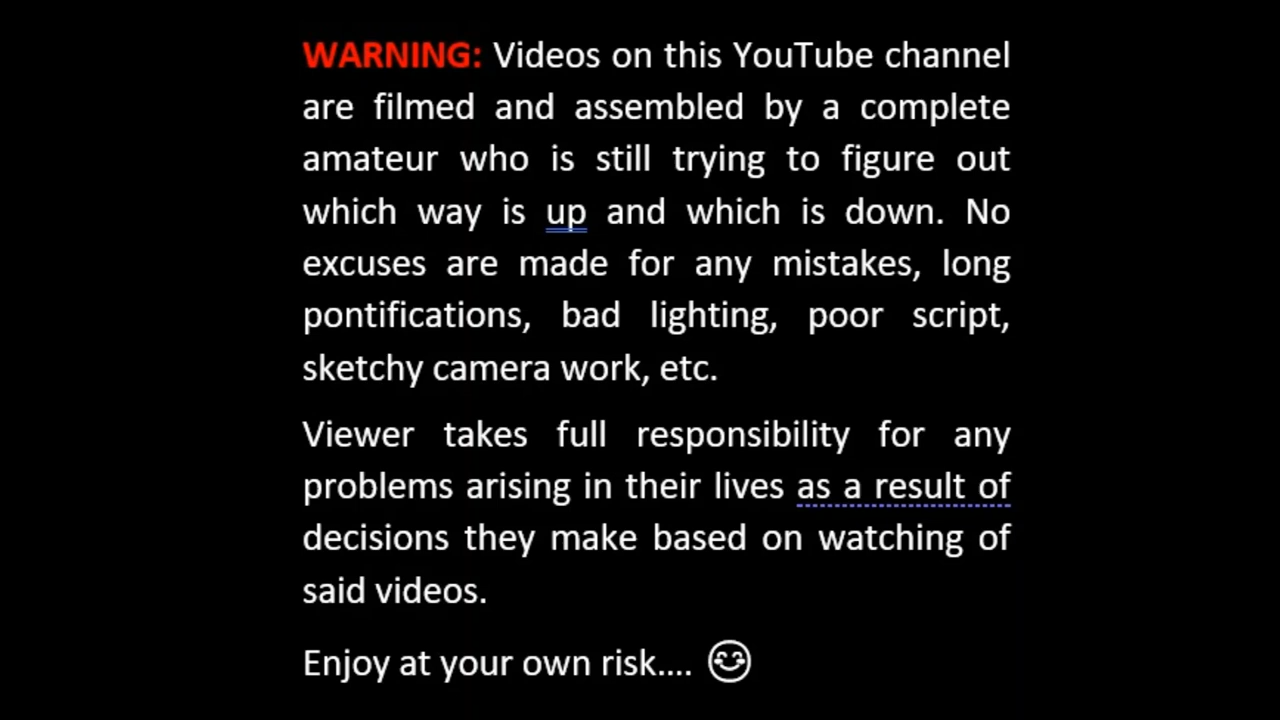 WARNING: Videos on this YouTube channel
are filmed and assembled by a complete
amateur who is still trying to figure out
which way is up and which is down. No
excuses are made for any mistakes, long
pontifications, bad lighting, poor script,
sketchy camera work, etc.
Viewer takes full responsibility for any
problems arising in their lives as a result of
decisions they make based on watching of
said videos.
Enjoy at your own risk.... 😊